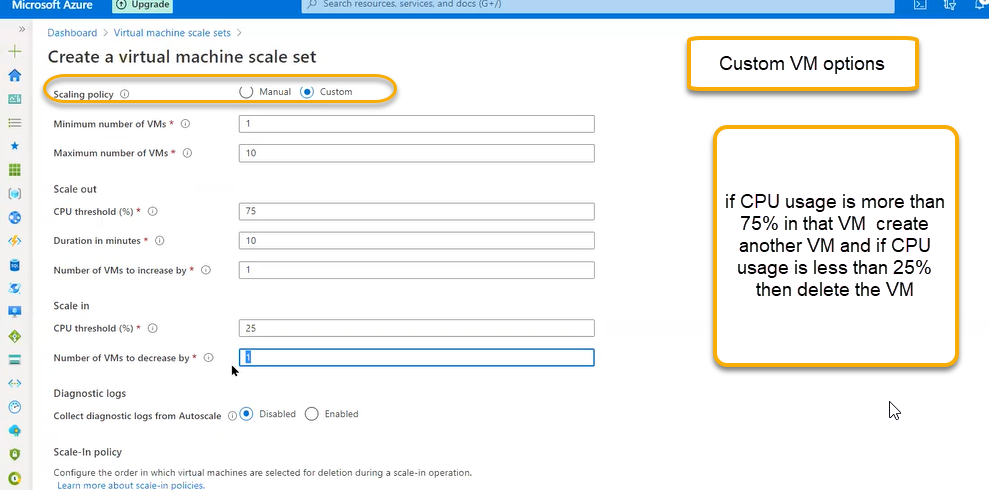 Microsoft Azure
Upgrade
Search resources, services, and docs (G+/)
Dashboard > Virtual machine scale sets >
Create a virtual machine scale set
Scaling policy
Manual
Custom
Minimum number of VMs *
1
Maximum number of VMs *
10
Scale out
CPU threshold (%) *
75
Duration in minutes *
10
Number of VMs to increase by *
1
Scale in
CPU threshold (%) *
25
Number of VMs to decrease by *
1
Diagnostic logs
Collect diagnostic logs from Autoscale
Disabled
Enabled
Scale-In policy
Configure the order in which virtual machines are selected for deletion during a scale-in operation.
Learn more about scale-in policies.
Custom VM options
if CPU usage is more than
75% in that VM create
another VM and if CPU
usage is less than 25%
then delete the VM